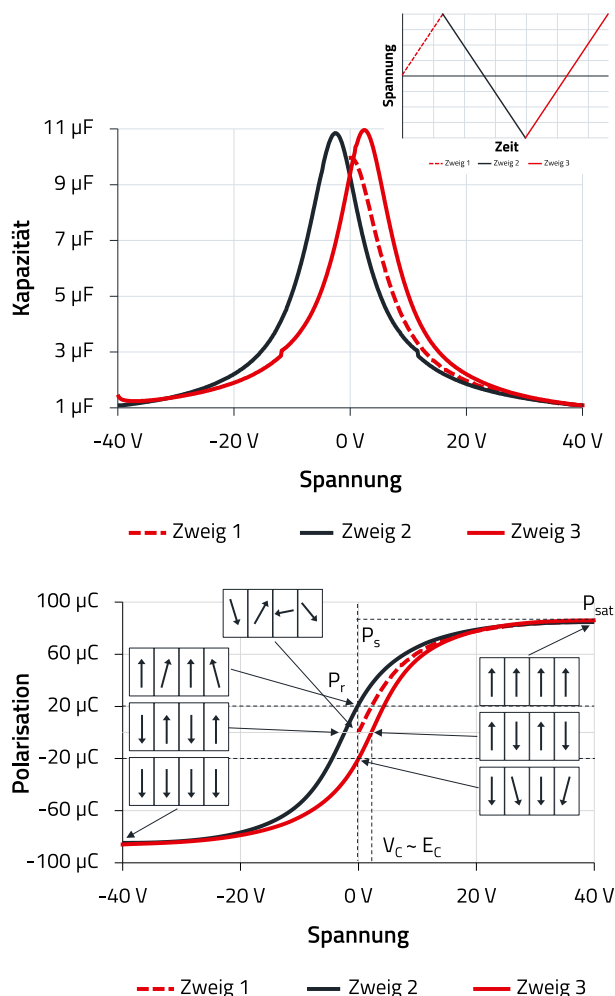 Spannung
Zeit
Zweig 1 Zweig 2 Zweig 3
Kapazität
11 µF
9 µF
7 µF
5 µF
3 µF
1 µF
-40 V -20 V 0 V 20 V 40 V
Spannung
Zweig 1 Zweig 2 Zweig 3
Polarisation
100 µC
60 µC
20 µC
-20 µC
-60 µC
-100 µC
P_sat
P_s
P_r
V_C ~ E_C
-40 V -20 V 0 V 20 V 40 V
Spannung
Zweig 1 Zweig 2 Zweig 3